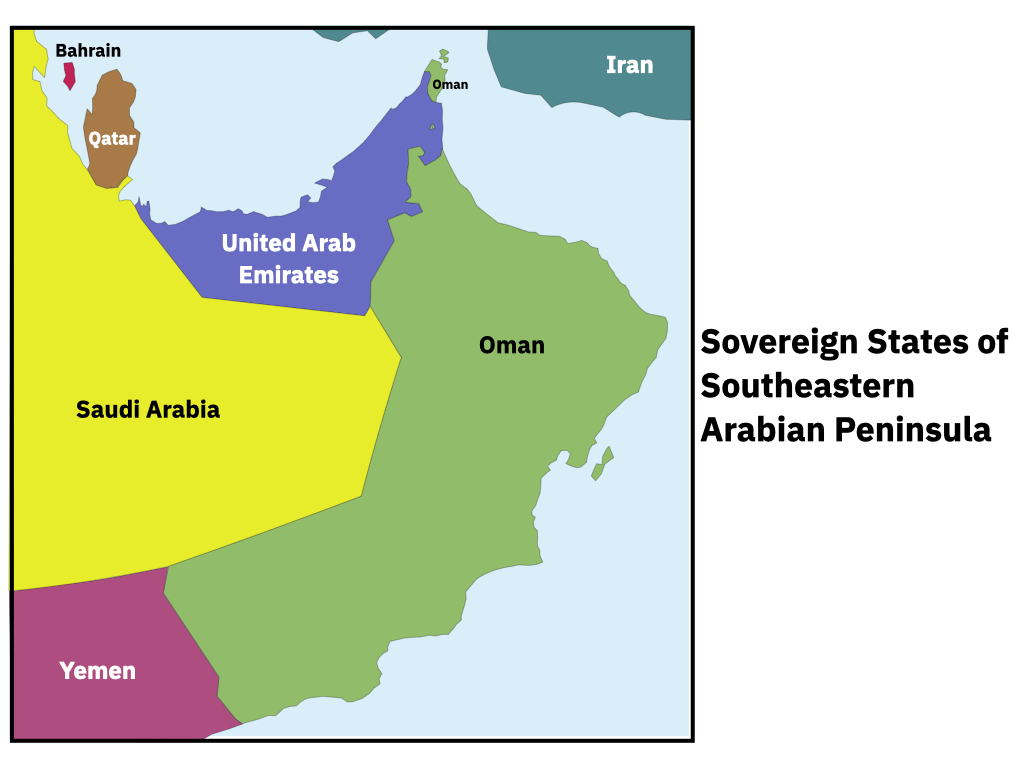 Bahrain
Iran
Oman
Qatar
United Arab
Emirates
Oman
Saudi Arabia
Yemen
Sovereign States of
Southeastern
Arabian Peninsula